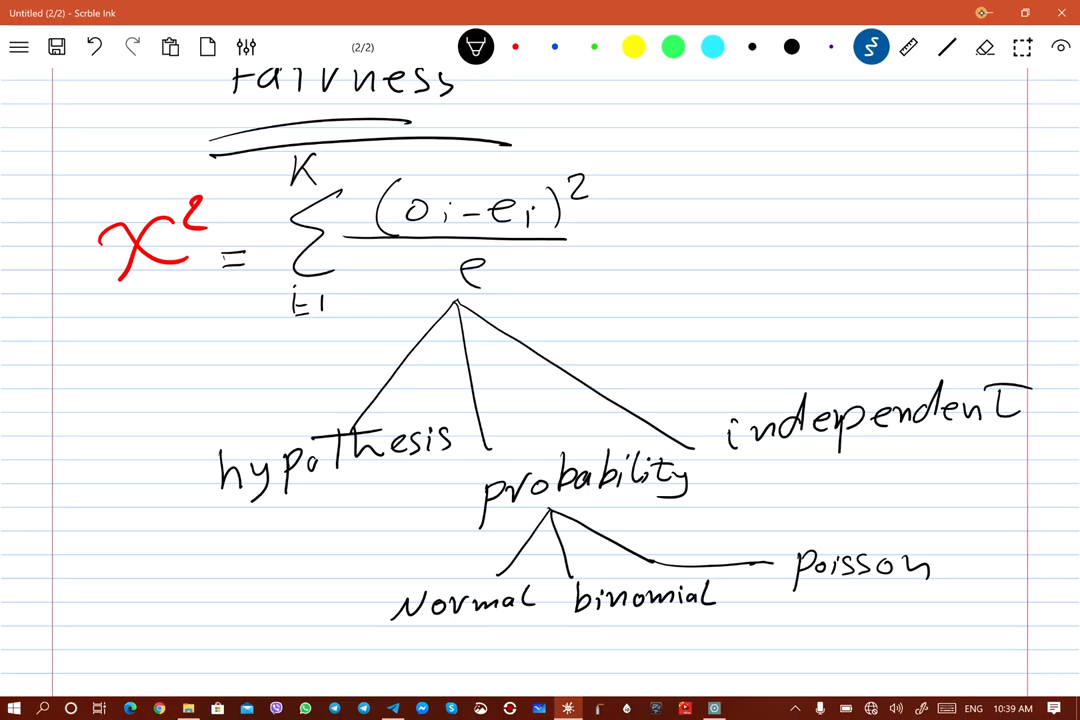 Untitled (2/2) - Scrble Ink
(2/2)
Fairness
χ² = K Σ i=1 (oi - ei)² / e
hypothesis
probability
independent
Normal
binomial
Poisson
ENG 10:39 AM